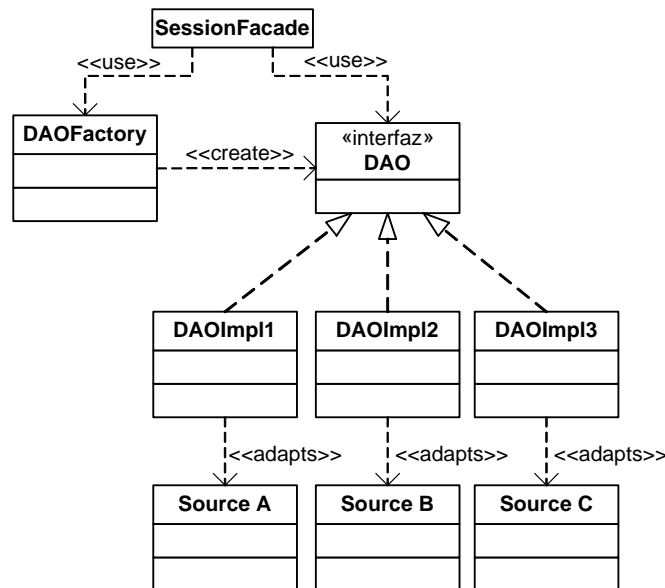 SessionFacade
<<use>> <<use>>
DAOFactory
«interfaz»
DAO
<<create>>
DAOImpl1 DAOImpl2 DAOImpl3
<<adapts>> <<adapts>> <<adapts>>
Source A Source B Source C